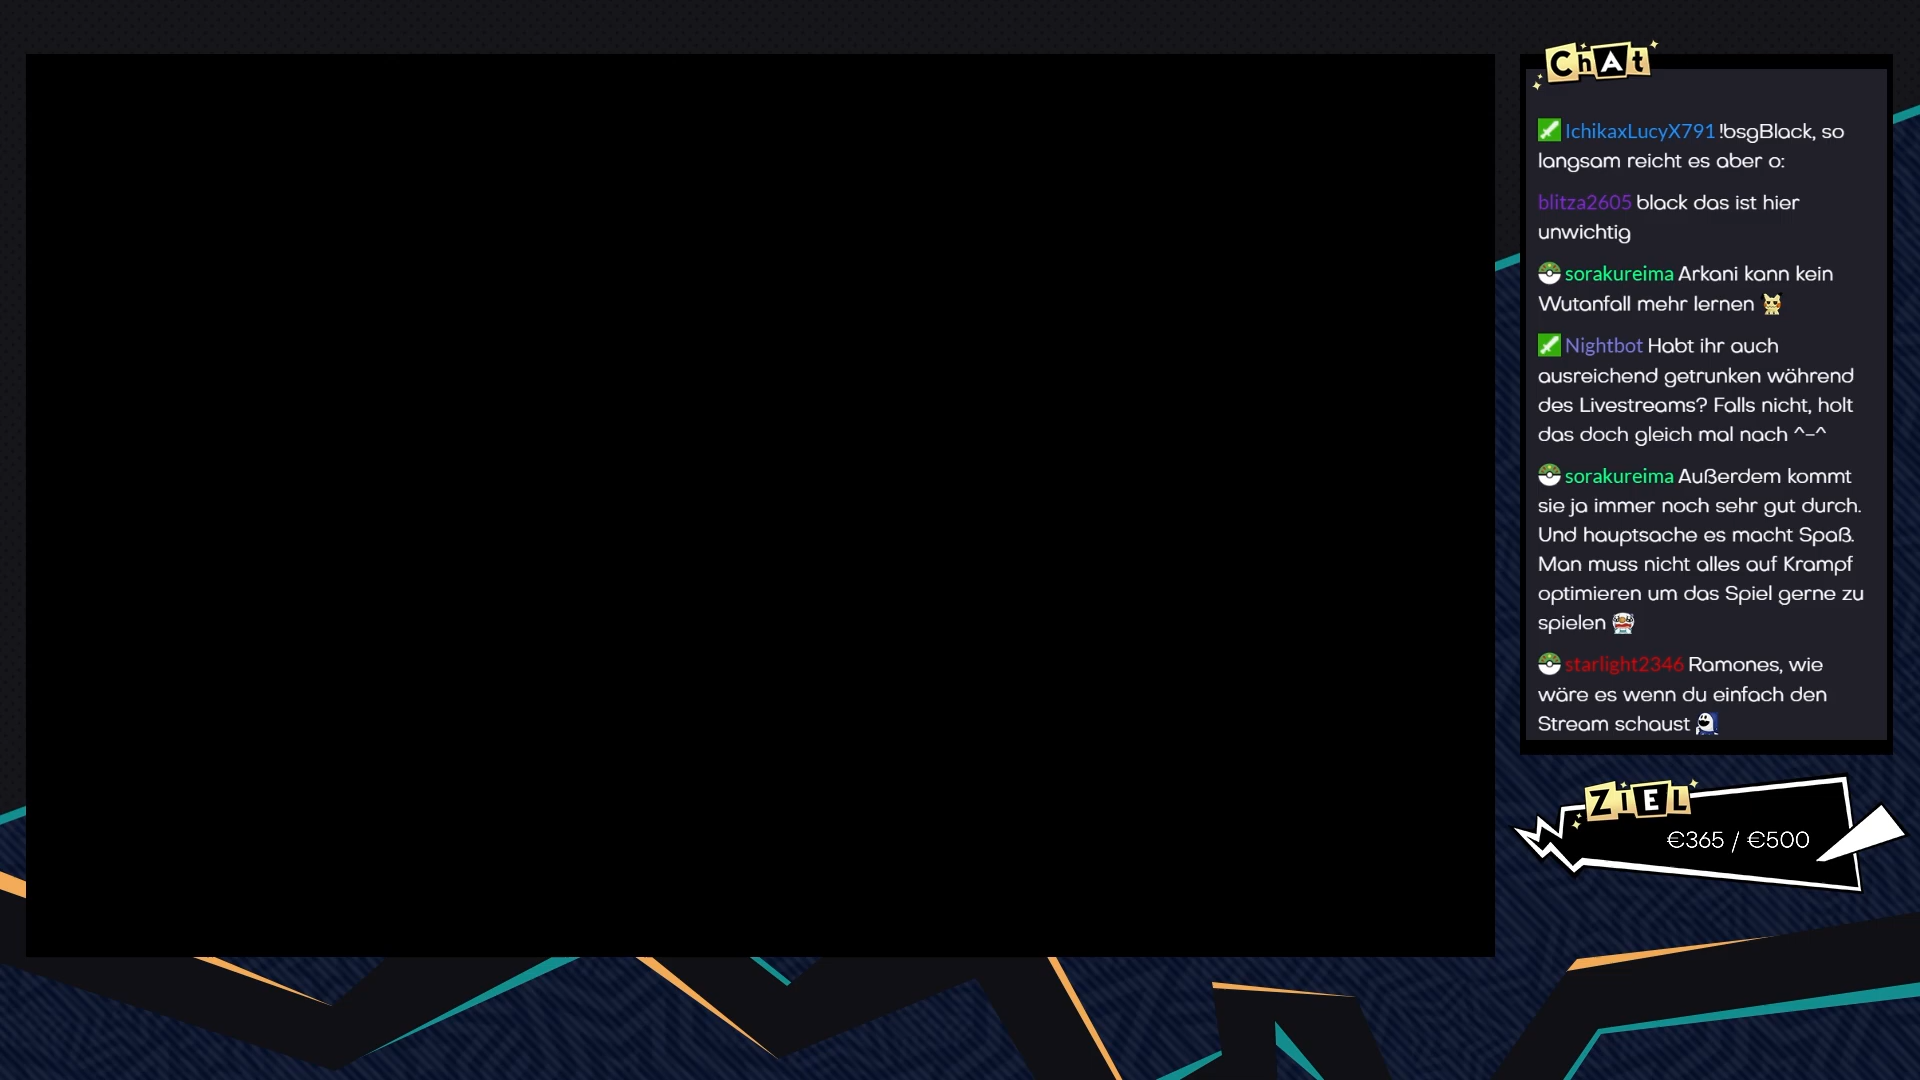 ChAt
IchikaxLucyX791 !bsgBlack, so
langsam reicht es aber o:
blitza2605 black das ist hier
unwichtig
sorakureima Arkani kann kein
Wutanfall mehr lernen
Nightbot Habt ihr auch
ausreichend getrunken während
des Livestreams? Falls nicht, holt
das doch gleich mal nach ^-^
sorakureima Außerdem kommt
sie ja immer noch sehr gut durch.
Und hauptsache es macht Spaß.
Man muss nicht alles auf Krampf
optimieren um das Spiel gerne zu
spielen
starlight2346 Ramones, wie
wäre es wenn du einfach den
Stream schaust
ZiEL
€365 / €500